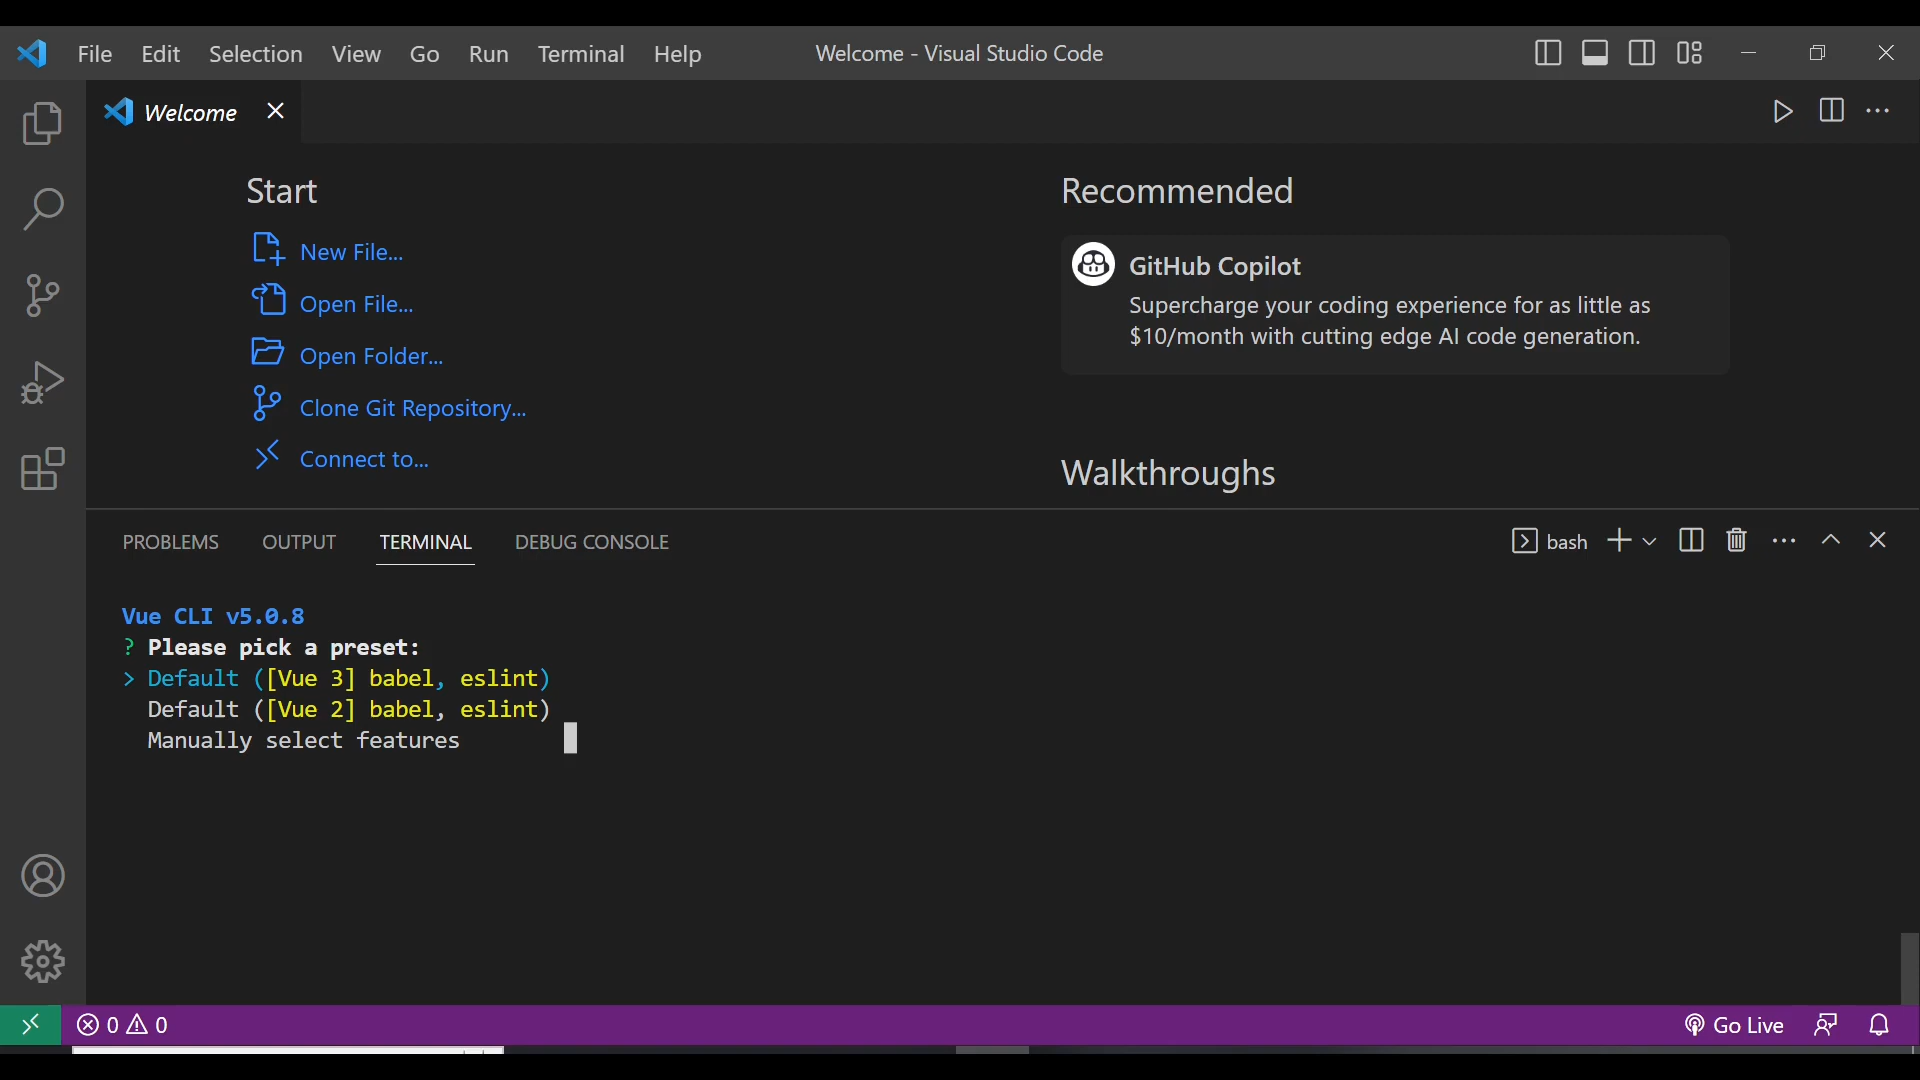 File Edit Selection View Go Run Terminal Help Welcome - Visual Studio Code
Welcome
Start
New File...
Open File...
Open Folder...
Clone Git Repository...
Connect to...
Recommended
GitHub Copilot
Supercharge your coding experience for as little as
$10/month with cutting edge AI code generation.
Walkthroughs
PROBLEMS OUTPUT TERMINAL DEBUG CONSOLE bash
Vue CLI v5.0.8
? Please pick a preset:
> Default ([Vue 3] babel, eslint)
Default ([Vue 2] babel, eslint)
Manually select features
0 0 Go Live